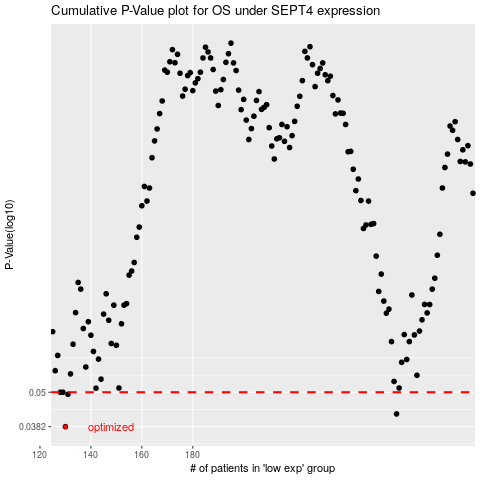 Cumulative P-Value plot for OS under SEPT4 expression
P-Value(log10)
0.05
0.0382
optimized
120 140 160 180
# of patients in 'low exp' group